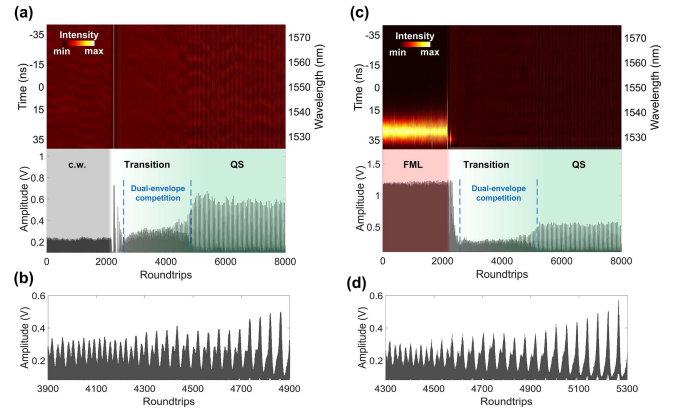 (a)
Intensity
min max
-35
-15
0
15
35
Time (ns)
1570
1560
1550
1540
1530
Wavelength (nm)
1
0.8
0.6
0.4
0.2
Amplitude (V)
c.w.
Transition
QS
Dual-envelope
competition
0 2000 4000 6000 8000
Roundtrips
(b)
0.6
0.4
0.2
Amplitude (V)
3900 4100 4300 4500 4700 4900
Roundtrips
(c)
Intensity
min max
-35
-15
0
15
35
Time (ns)
1570
1560
1550
1540
1530
Wavelength (nm)
1.5
1
0.5
Amplitude (V)
FML
Transition
QS
Dual-envelope
competition
0 2000 4000 6000 8000
Roundtrips
(d)
0.6
0.4
0.2
Amplitude (V)
4300 4500 4700 4900 5100 5300
Roundtrips